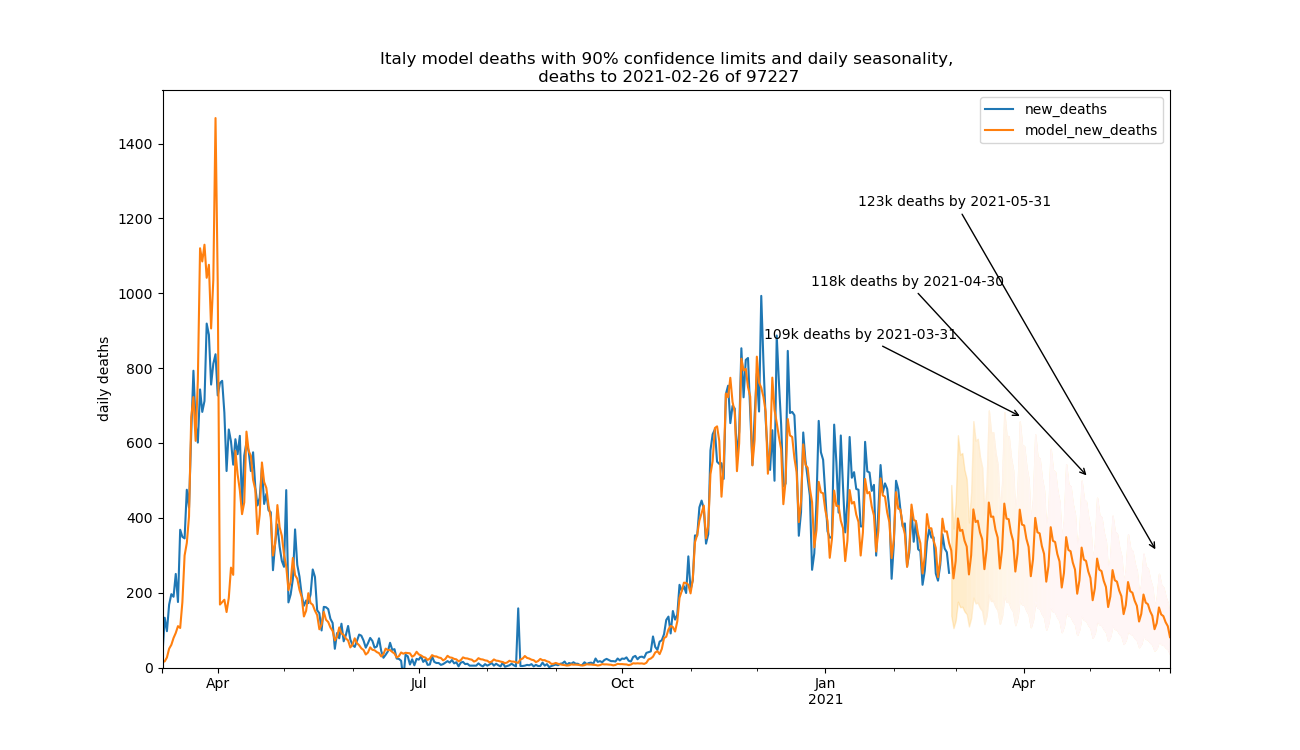 Italy model deaths with 90% confidence limits and daily seasonality,
deaths to 2021-02-26 of 97227
new_deaths
model_new_deaths
1400
1200
1000
800
600
400
200
0
daily deaths
123k deaths by 2021-05-31
118k deaths by 2021-04-30
109k deaths by 2021-03-31
Apr
Jul
Oct
Jan
2021
Apr